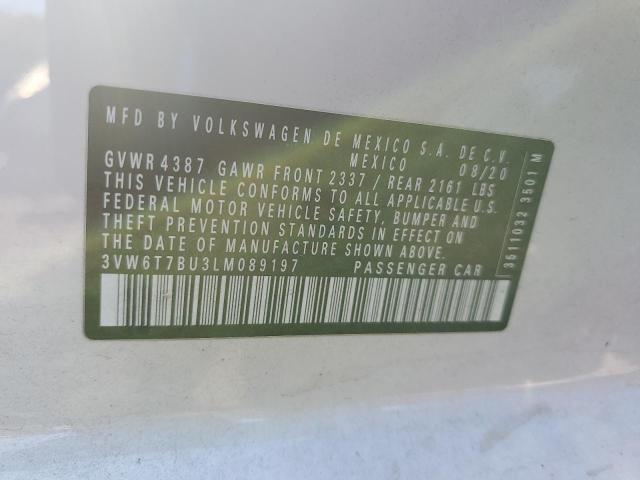 MFD BY VOLKSWAGEN DE MEXICO S.A. DE C.V.
MEXICO 08/20
GVWR 4387 GAWR FRONT 2337 / REAR 2161 LBS
THIS VEHICLE CONFORMS TO ALL APPLICABLE U.S.
FEDERAL MOTOR VEHICLE SAFETY, BUMPER AND
THEFT PREVENTION STANDARDS IN EFFECT ON
THE DATE OF MANUFACTURE SHOWN ABOVE.
3VW6T7BU3LM089197 PASSENGER CAR
3511032 3501 M